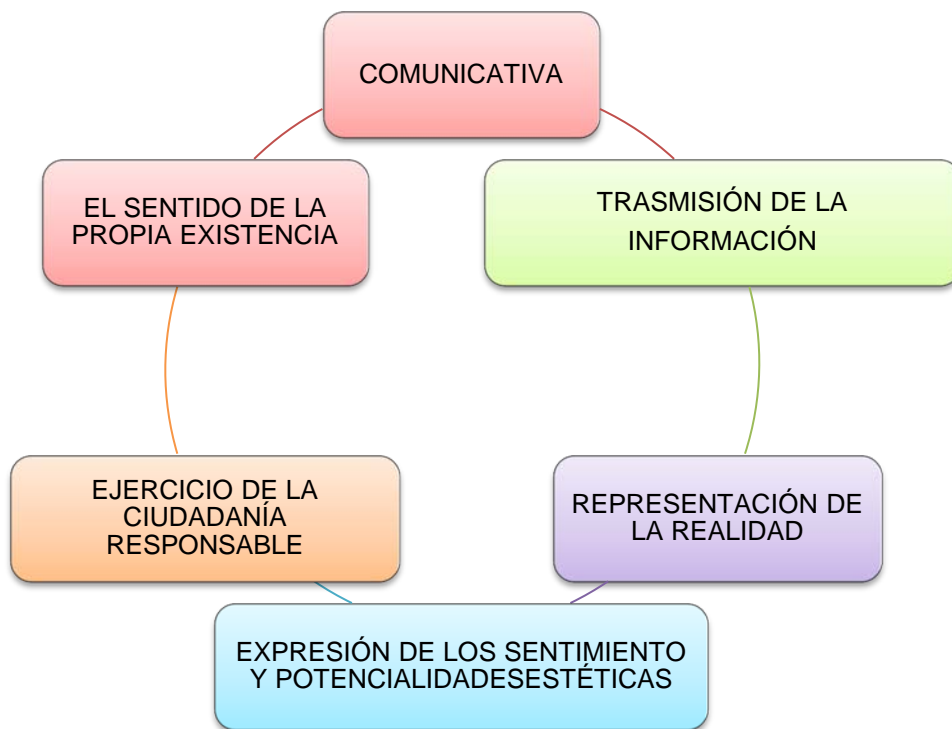 COMUNICATIVA
TRASMISIÓN DE LA
INFORMACIÓN
REPRESENTACIÓN DE
LA REALIDAD
EXPRESIÓN DE LOS SENTIMIENTO
Y POTENCIALIDADESESTÉTICAS
EJERCICIO DE LA
CIUDADANÍA
RESPONSABLE
EL SENTIDO DE LA
PROPIA EXISTENCIA